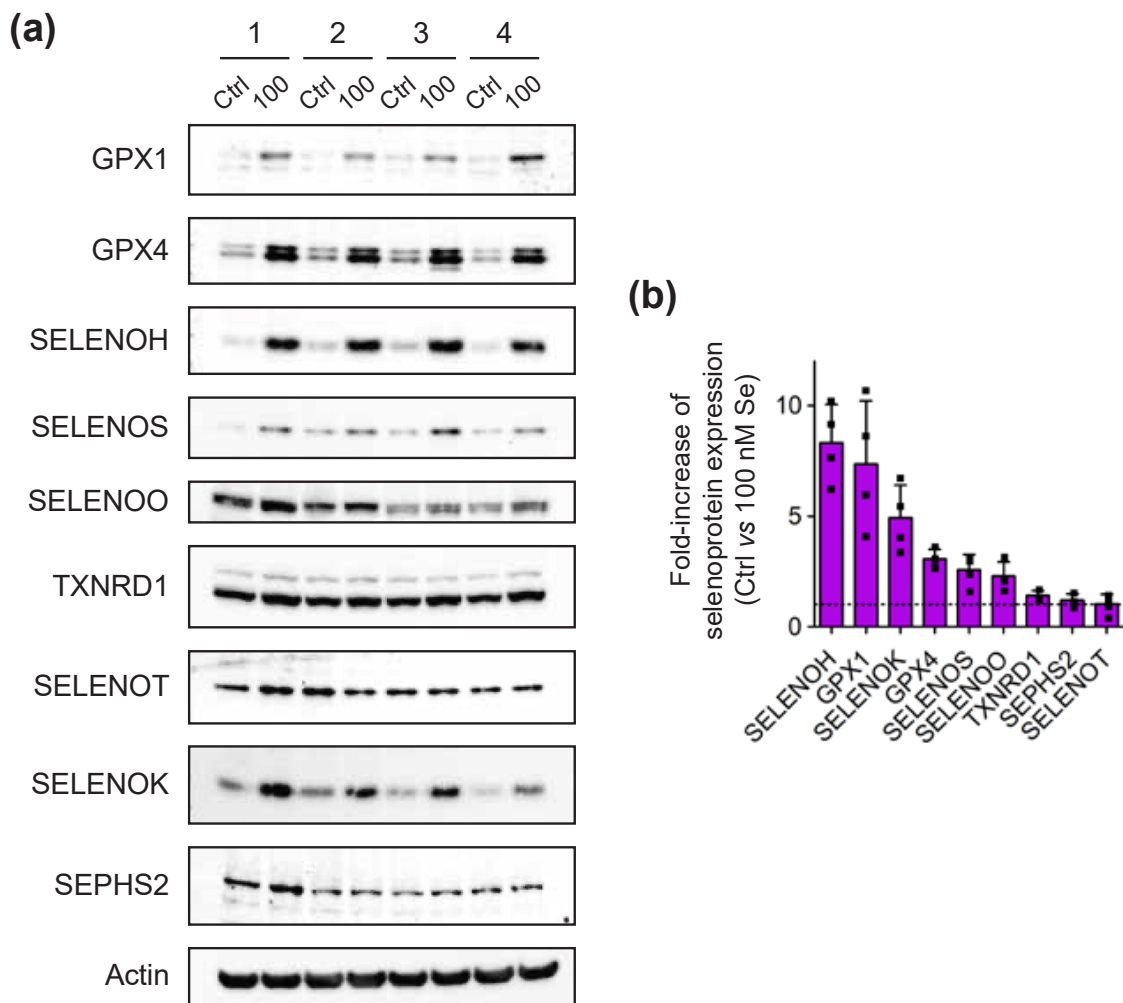 (a)
1 2 3 4
Ctrl 100 Ctrl 100 Ctrl 100 Ctrl 100
GPX1
GPX4
SELENOH
SELENOS
SELENOO
TXNRD1
SELENOT
SELENOK
SEPHS2
Actin
(b)
Fold-increase of
selenoprotein expression
(Ctrl vs 100 nM Se)
10
5
0
SELENOH
GPX1
SELENOK
GPX4
SELENOS
SELENOO
TXNRD1
SEPHS2
SELENOT